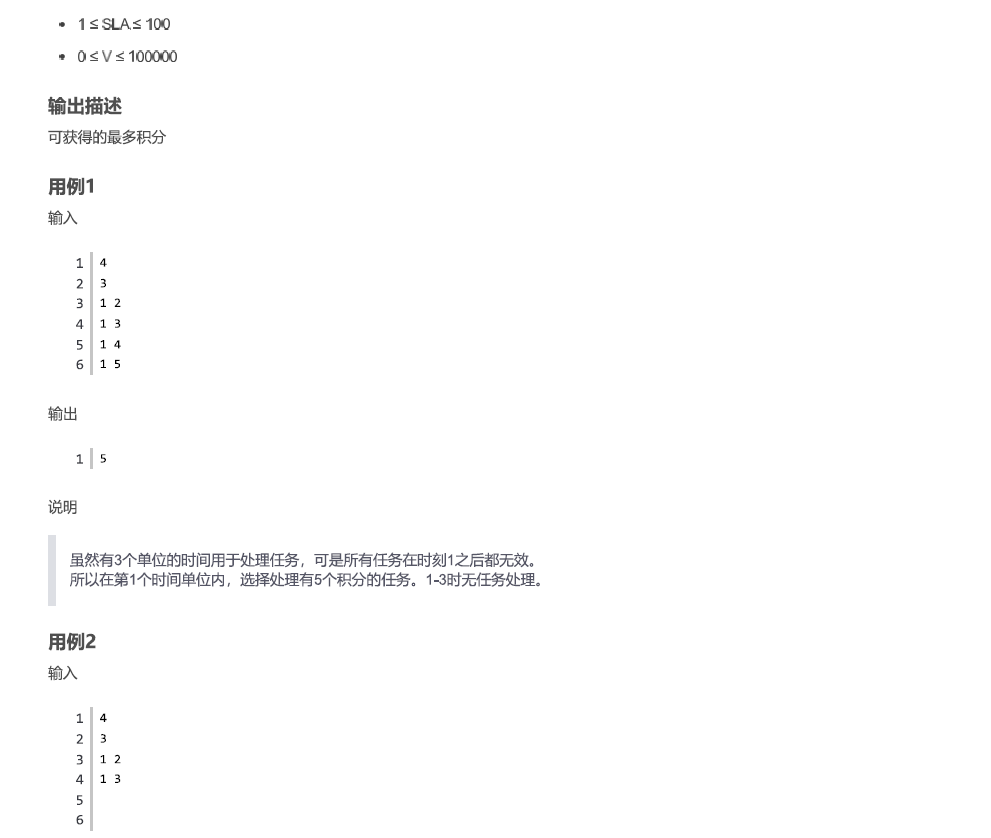 • 1 ≤ SLA ≤ 100
• 0 ≤ V ≤ 100000
输出描述
可获得的最多积分
用例1
输入
1 4
2 3
3 1 2
4 1 3
5 1 4
6 1 5
输出
1 5
说明
虽然有3个单位的时间用于处理任务，可是所有任务在时刻1之后都无效。
所以在第1个时间单位内，选择处理有5个积分的任务。1-3时无任务处理。
用例2
输入
1 4
2 3
3 1 2
4 1 3
5
6